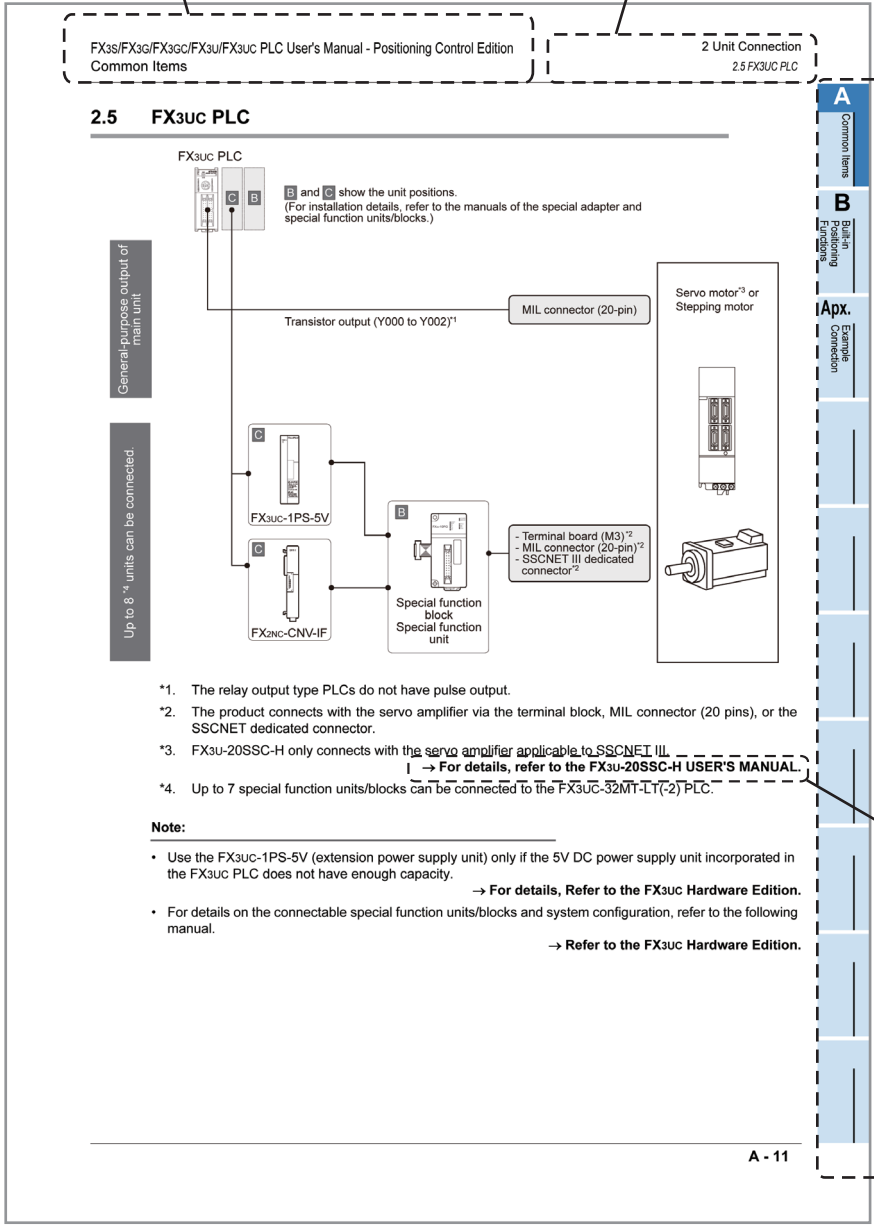 FX3S/FX3G/FX3GC/FX3U/FX3UC PLC User's Manual - Positioning Control Edition
Common Items
2 Unit Connection
2.5 FX3UC PLC
2.5 FX3UC PLC
FX3UC PLC
C
B
B and C show the unit positions.
(For installation details, refer to the manuals of the special adapter and
special function units/blocks.)
General-purpose output of
main unit
Transistor output (Y000 to Y002)*1
MIL connector (20-pin)
Servo motor*3 or
Stepping motor
Up to 8 *4 units can be connected.
C
FX3UC-1PS-5V
C
FX2NC-CNV-IF
B
Special function
block
Special function
unit
- Terminal board (M3)*2
- MIL connector (20-pin)*2
- SSCNET III dedicated
connector*2
*1. The relay output type PLCs do not have pulse output.
*2. The product connects with the servo amplifier via the terminal block, MIL connector (20 pins), or the
SSCNET dedicated connector.
*3. FX3U-20SSC-H only connects with the servo amplifier applicable to SSCNET III.
→ For details, refer to the FX3U-20SSC-H USER'S MANUAL.
*4. Up to 7 special function units/blocks can be connected to the FX3UC-32MT-LT(-2) PLC.
Note:
• Use the FX3UC-1PS-5V (extension power supply unit) only if the 5V DC power supply unit incorporated in
the FX3UC PLC does not have enough capacity.
→ For details, Refer to the FX3UC Hardware Edition.
• For details on the connectable special function units/blocks and system configuration, refer to the following
manual.
→ Refer to the FX3UC Hardware Edition.
A - 11
A
Common Items
B
Built-in
Positioning
Functions
Apx.
Example
Connection